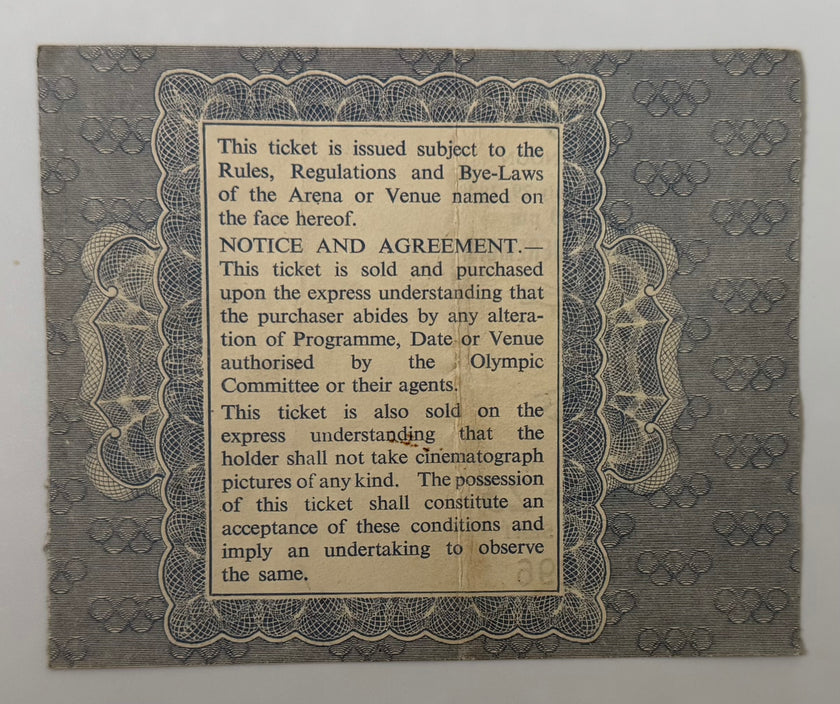 This ticket is issued subject to the
Rules, Regulations and Bye-Laws
of the Arena or Venue named on
the face hereof.
NOTICE AND AGREEMENT.—
This ticket is sold and purchased
upon the express understanding that
the purchaser abides by any altera-
tion of Programme, Date or Venue
authorised by the Olympic
Committee or their agents.
This ticket is also sold on the
express understanding that the
holder shall not take cinematograph
pictures of any kind. The possession
of this ticket shall constitute an
acceptance of these conditions and
imply an undertaking to observe
the same.